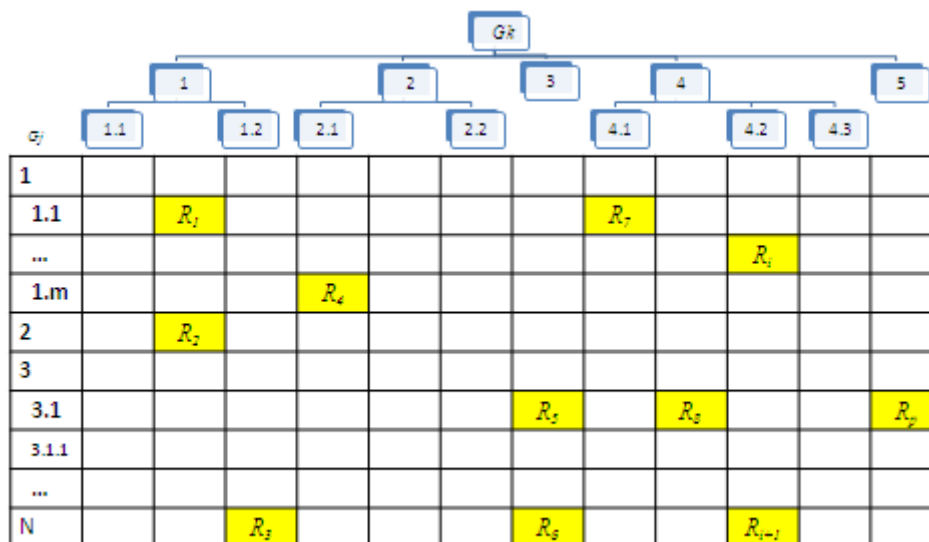 Gk
1 2 3 4 5
Gj 1.1 1.2 2.1 2.2 4.1 4.2 4.3
1
1.1 R1 R7
... Ri
1.m R4
2 R2
3
3.1 R5 R8 Rp
3.1.1
...
N R3 R6 Ri+1